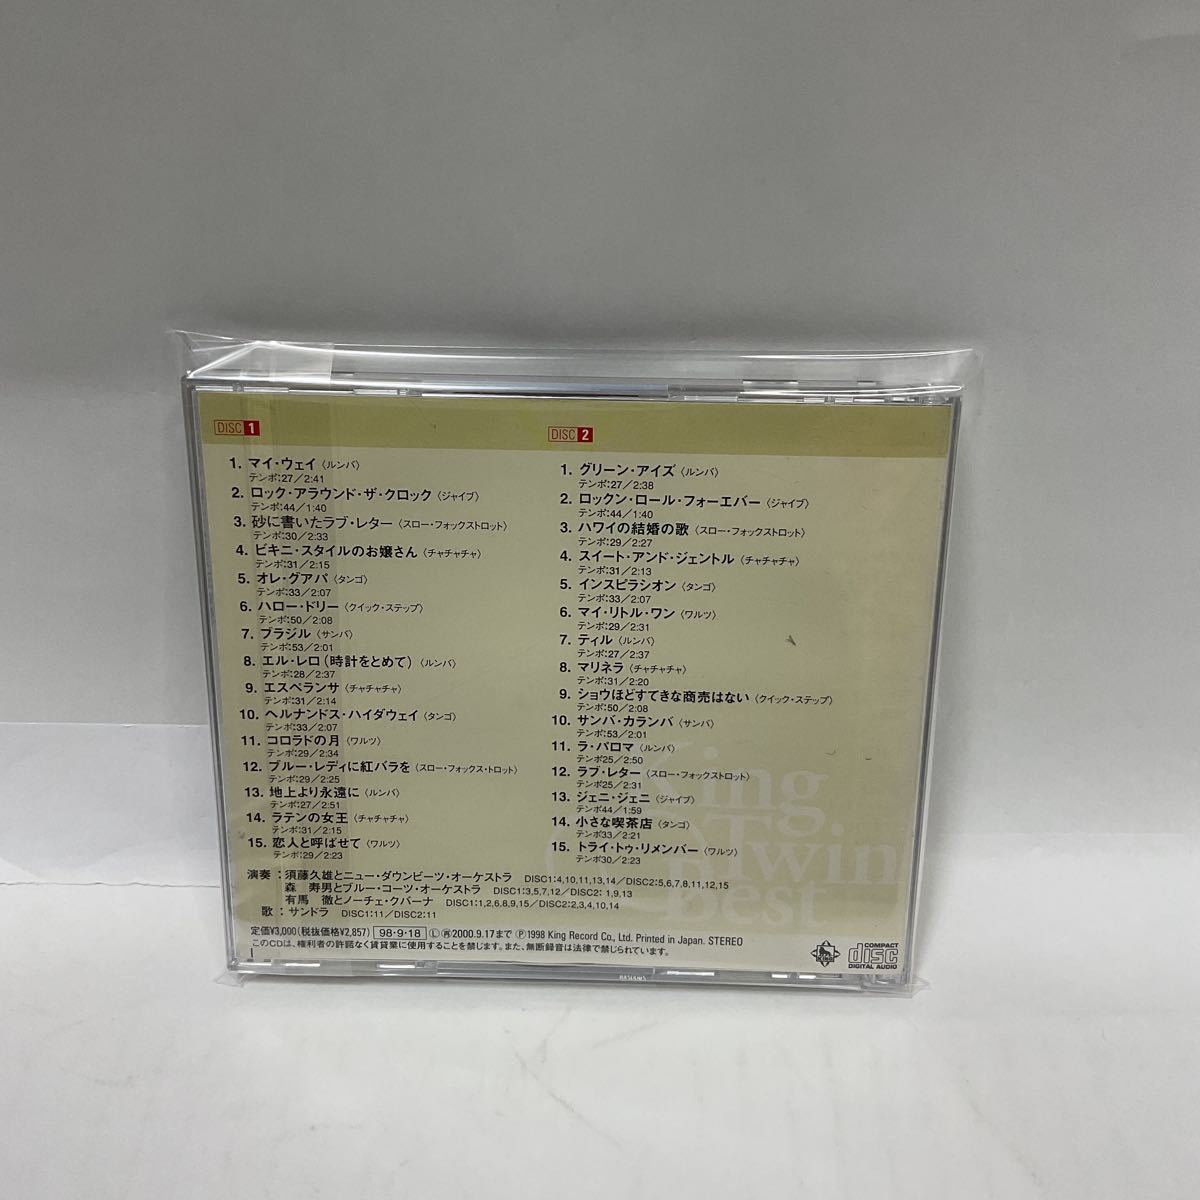 DISC 1
1. マイ・ウェイ〈ルンバ〉
テンポ:27/2:41
2. ロック・アラウンド・ザ・クロック〈ジャイブ〉
テンポ:44/1:40
3. 砂に書いたラブ・レター〈スロー・フォックストロット〉
テンポ:30/2:33
4. ビキニ・スタイルのお嬢さん〈チャチャチャ〉
テンポ:31/2:15
5. オレ・グアパ〈タンゴ〉
テンポ:33/2:07
6. ハロー・ドリー〈クイック・ステップ〉
テンポ:50/2:08
7. ブラジル〈サンバ〉
テンポ:53/2:01
8. エル・レロ(時計をとめて)〈ルンバ〉
テンポ:28/2:37
9. エスペランサ〈チャチャチャ〉
テンポ:31/2:14
10. ヘルナンドス・ハイダウェイ〈タンゴ〉
テンポ:33/2:07
11. コロラドの月〈ワルツ〉
テンポ:29/2:34
12. ブルー・レディに紅バラを〈スロー・フォックス・トロット〉
テンポ:29/2:25
13. 地上より永遠に〈ルンバ〉
テンポ:27/2:51
14. ラテンの女王〈チャチャチャ〉
テンポ:31/2:15
15. 恋人と呼ばせて〈ワルツ〉
テンポ:29/2:23
DISC 2
1. グリーン・アイズ〈ルンバ〉
テンポ:27/2:38
2. ロックン・ロール・フォーエバー〈ジャイブ〉
テンポ:44/1:40
3. ハワイの結婚の歌〈スロー・フォックストロット〉
テンポ:29/2:27
4. スイート・アンド・ジェントル〈チャチャチャ〉
テンポ:31/2:13
5. インスピラシオン〈タンゴ〉
テンポ:33/2:07
6. マイ・リトル・ワン〈ワルツ〉
テンポ:29/2:31
7. ティル〈ルンバ〉
テンポ:27/2:37
8. マリネラ〈チャチャチャ〉
テンポ:31/2:20
9. ショウほどすてきな商売はない〈クイック・ステップ〉
テンポ:50/2:08
10. サンバ・カランバ〈サンバ〉
テンポ:53/2:01
11. ラ・パロマ〈ルンバ〉
テンポ25/2:50
12. ラブ・レター〈スロー・フォックストロット〉
テンポ25/2:31
13. ジェニ・ジェニ〈ジャイブ〉
テンポ44/1:59
14. 小さな喫茶店〈タンゴ〉
テンポ33/2:21
15. トライ・トゥ・リメンバー〈ワルツ〉
テンポ30/2:23
King
Twin
Best
演奏:須藤久雄とニュー・ダウンビーツ・オーケストラ DISC1:4,10,11,13,14/DISC2:5,6,7,8,11,12,15
森 寿男とブルー・コーツ・オーケストラ DISC1:3,5,7,12/DISC2: 1,9,13
有馬 徹とノーチェ・クバーナ DISC1:1,2,6,8,9,15/DISC2:2,3,4,10,14
歌:サンドラ DISC1:11/DISC2:11
定価¥3,000(税抜価格¥2,857) 98・9・18 Ⓛ㊢2000.9.17まで Ⓟ1998 King Record Co., Ltd. Printed in Japan. STEREO
このCDは、権利者の許諾なく賃貸業に使用することを禁じます。また、無断録音は法律で禁じられています。
KING
COMPACT
disc
DIGITAL AUDIO